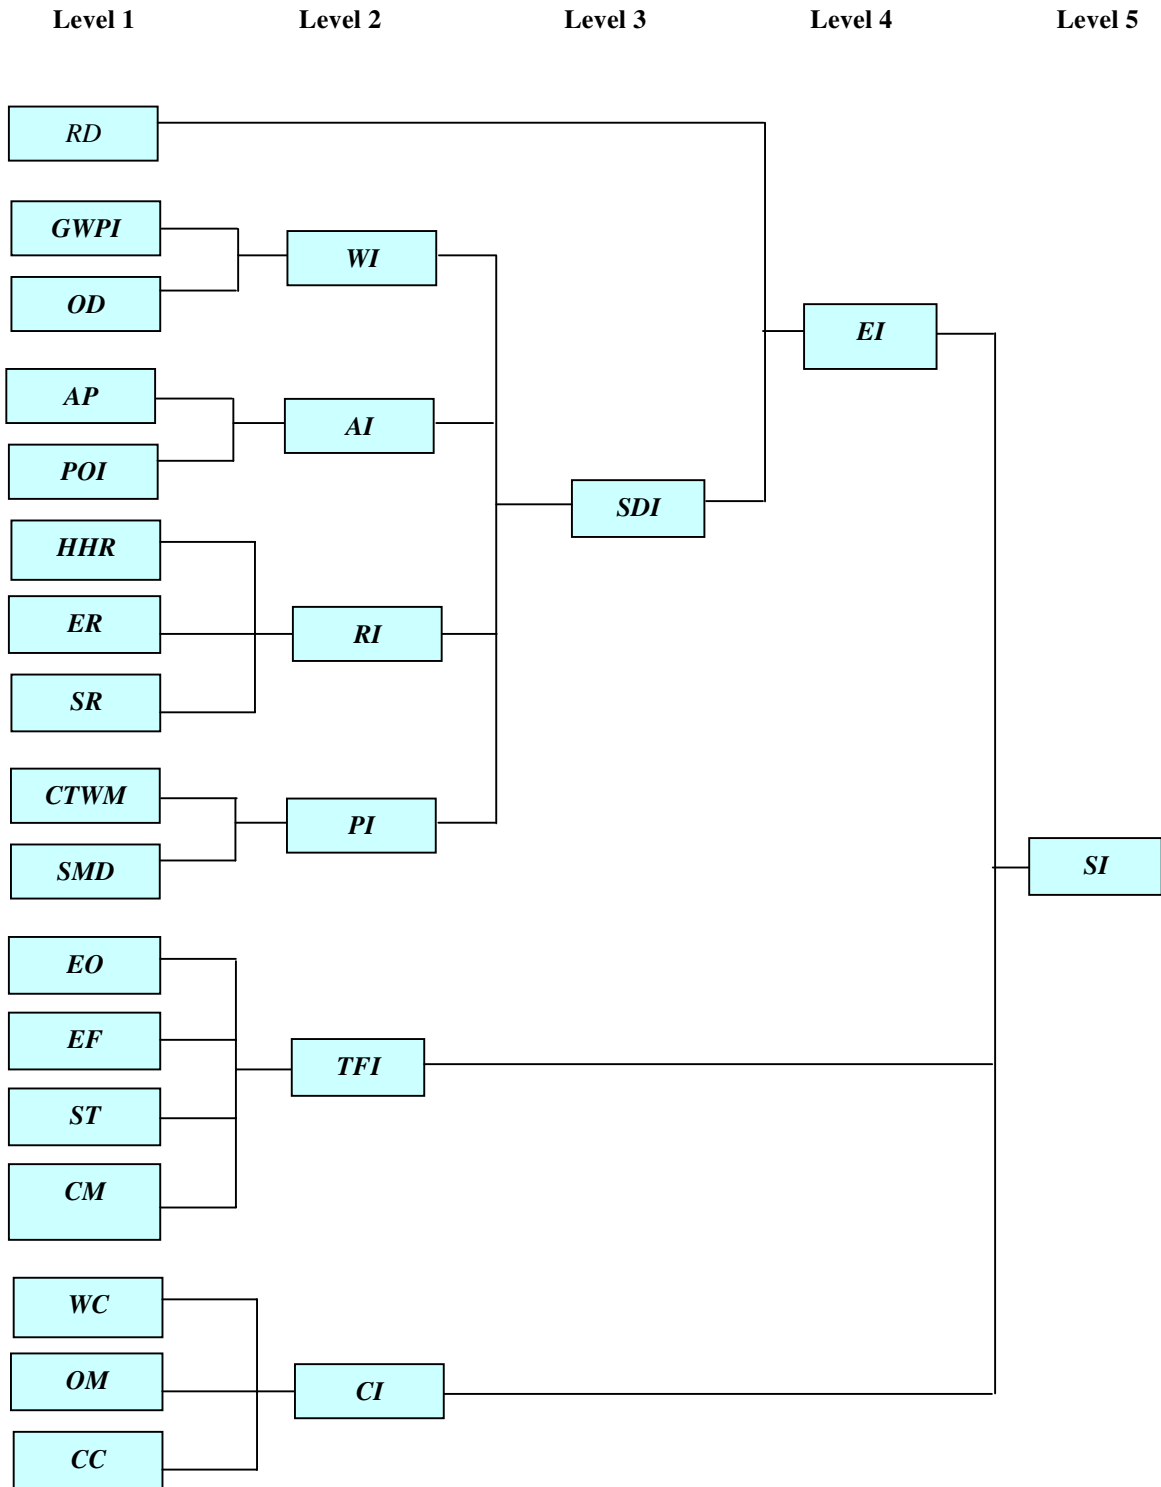 Level 1 Level 2 Level 3 Level 4 Level 5
RD
GWPI
WI
OD
EI
AP
AI
POI
SDI
HHR
ER
RI
SR
CTWM
PI
SMD
SI
EO
EF
TFI
ST
CM
WC
OM
CI
CC